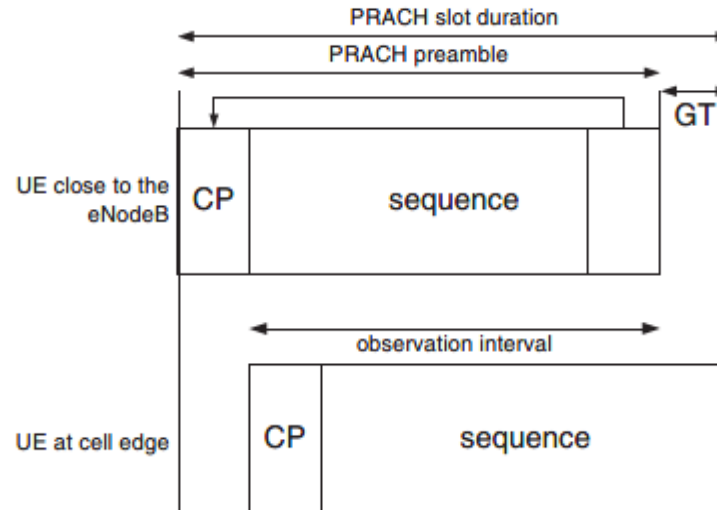 PRACH slot duration
PRACH preamble
GT
UE close to the
eNodeB
CP
sequence
observation interval
UE at cell edge
CP
sequence